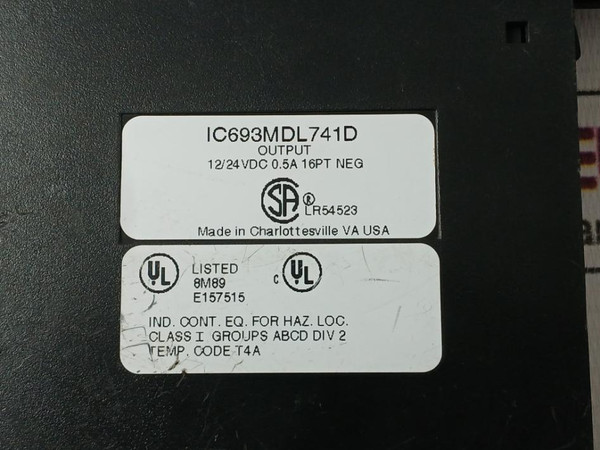 IC693MDL741D
OUTPUT
12/24VDC 0.5A 16PT NEG
SA ® LR54523
Made in Charlottesville VA USA
UL LISTED c UL
8M89
E157515
IND. CONT. EQ. FOR HAZ. LOC.
CLASS I GROUPS ABCD DIV 2
TEMP. CODE T4A